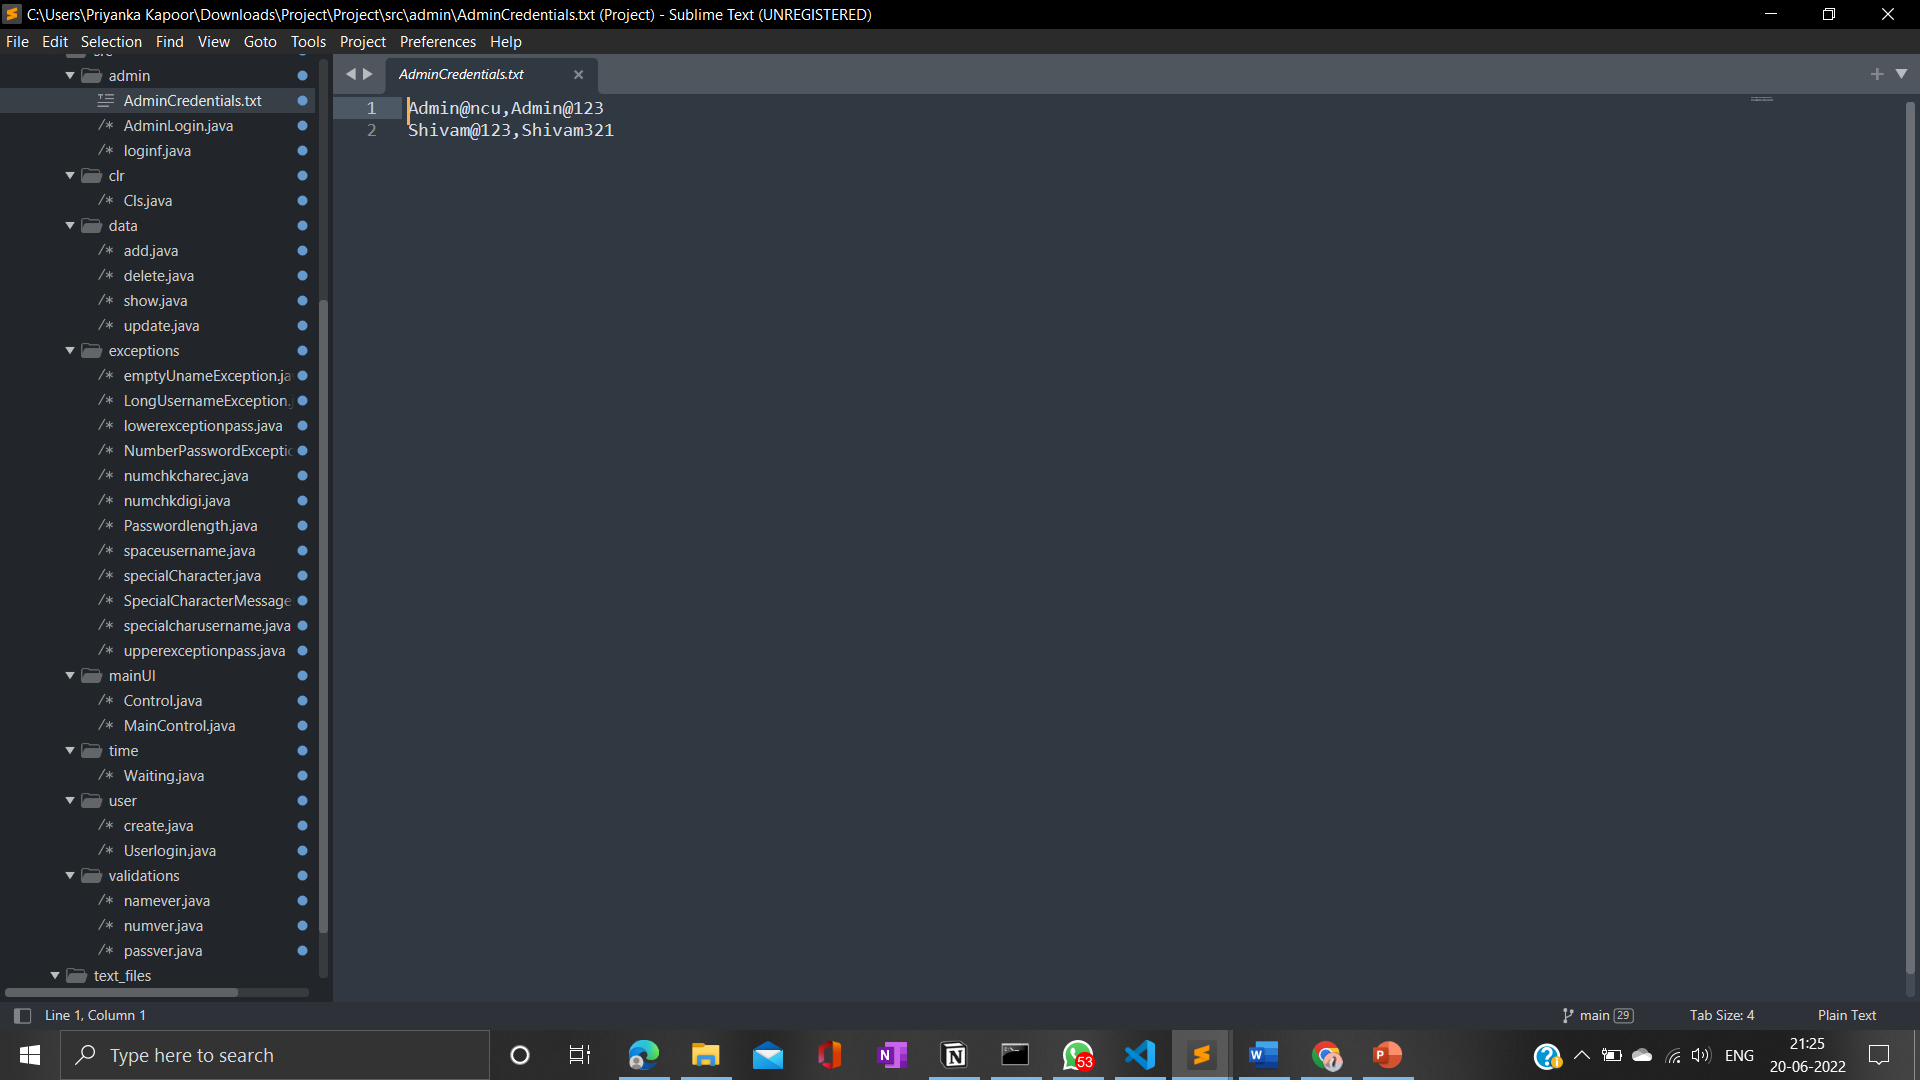 C:\Users\Priyanka Kapoor\Downloads\Project\Project\src\admin\AdminCredentials.txt (Project) - Sublime Text (UNREGISTERED)
File Edit Selection Find View Goto Tools Project Preferences Help
admin
AdminCredentials.txt
AdminLogin.java
loginf.java
clr
Cls.java
data
add.java
delete.java
show.java
update.java
exceptions
emptyUnameException.ja
LongUsernameException.
lowerexceptionpass.java
NumberPasswordExceptic
numchkcharec.java
numchkdigi.java
Passwordlength.java
spaceusername.java
specialCharacter.java
SpecialCharacterMessage
specialcharusername.java
upperexceptionpass.java
mainUI
Control.java
MainControl.java
time
Waiting.java
user
create.java
Userlogin.java
validations
namever.java
numver.java
passver.java
text_files
AdminCredentials.txt
1 Admin@ncu,Admin@123
2 Shivam@123,Shivam321
Line 1, Column 1
main 29
Tab Size: 4
Plain Text
Type here to search
53
ENG
21:25
20-06-2022